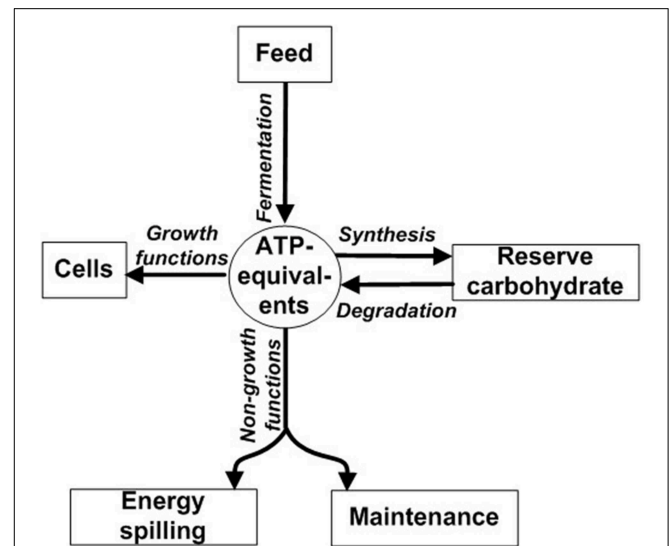 Feed
Fermentation
ATP-
equival-
ents
Growth
functions
Cells
Synthesis
Reserve
carbohydrate
Degradation
Non-growth
functions
Energy
spilling
Maintenance